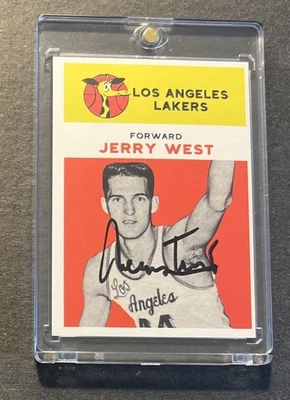 LOS ANGELES
LAKERS
FORWARD
JERRY WEST
Los
Angeles